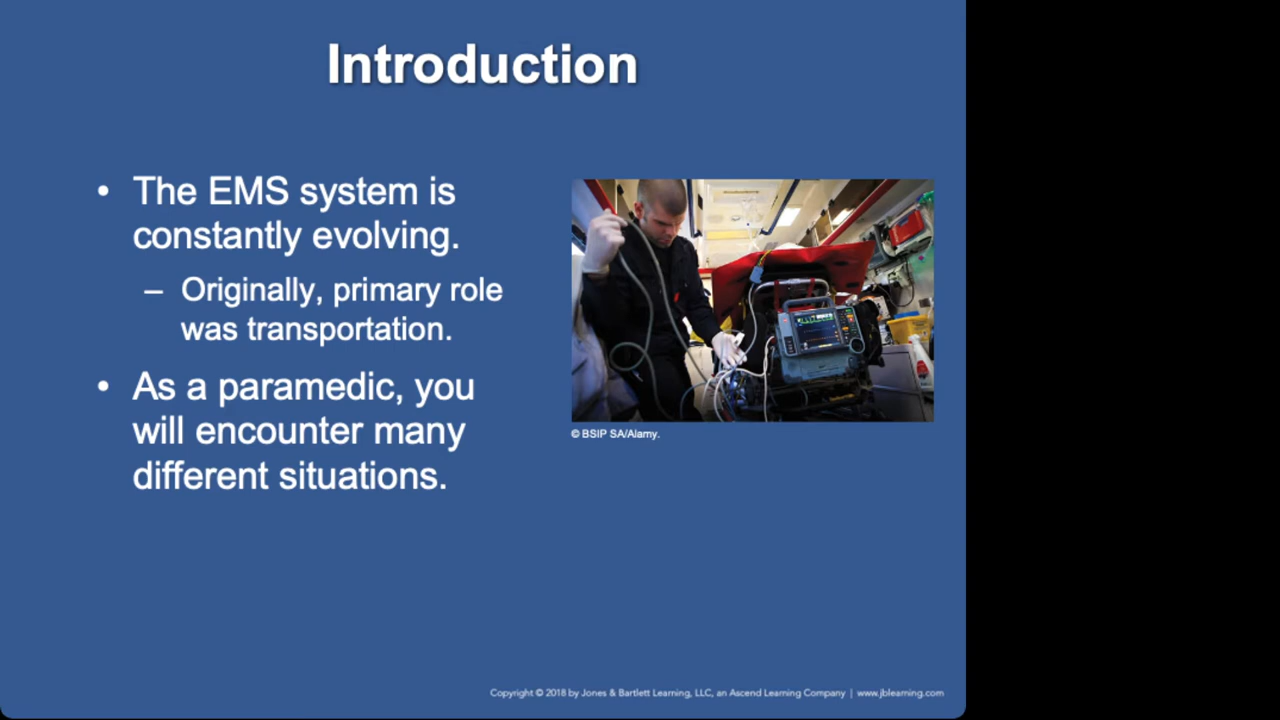 Introduction
• The EMS system is
constantly evolving.
– Originally, primary role
was transportation.
• As a paramedic, you
will encounter many
different situations.
© BSIP SA/Alamy.
Copyright © 2018 by Jones & Bartlett Learning, LLC, an Ascend Learning Company | www.jblearning.com